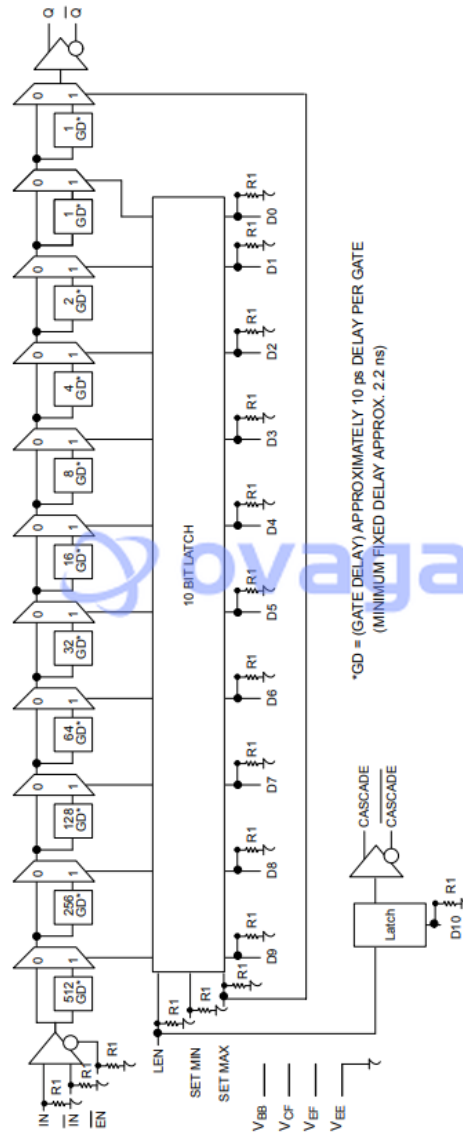 IN
IN
EN
R1
R1
R1
512 GD*
0
1
256 GD*
0
1
128 GD*
0
1
64 GD*
0
1
32 GD*
0
1
16 GD*
0
1
8 GD*
0
1
4 GD*
0
1
2 GD*
0
1
1 GD*
0
1
1 GD*
0
1
Q
Q
LEN
SET MIN
SET MAX
R1
R1
R1
10 BIT LATCH
D9
R1
D8
R1
D7
R1
D6
R1
D5
R1
D4
R1
D3
R1
D2
R1
D1
R1
D0
R1
VBB
VCF
VEF
VEE
Latch
CASCADE
CASCADE
D10
R1
*GD = (GATE DELAY) APPROXIMATELY 10 ps DELAY PER GATE
(MINIMUM FIXED DELAY APPROX. 2.2 ns)
ovaga